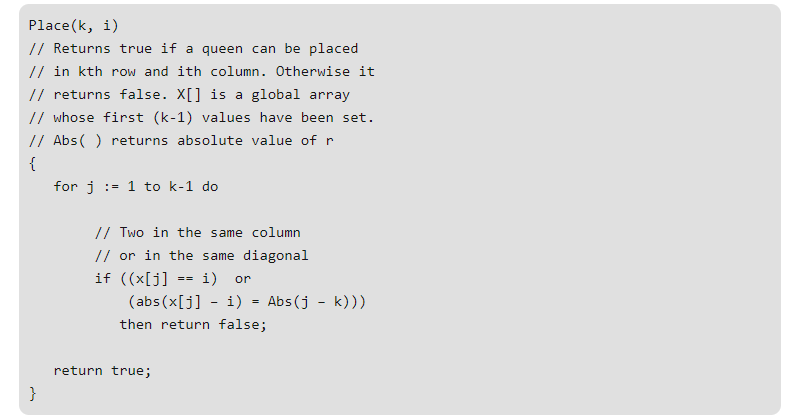 Place(k, i)
// Returns true if a queen can be placed
// in kth row and ith column. Otherwise it
// returns false. X[] is a global array
// whose first (k-1) values have been set.
// Abs( ) returns absolute value of r
{
   for j := 1 to k-1 do
        // Two in the same column
        // or in the same diagonal
        if ((x[j] == i)  or
            (abs(x[j] – i) = Abs(j – k)))
           then return false;
   return true;
}